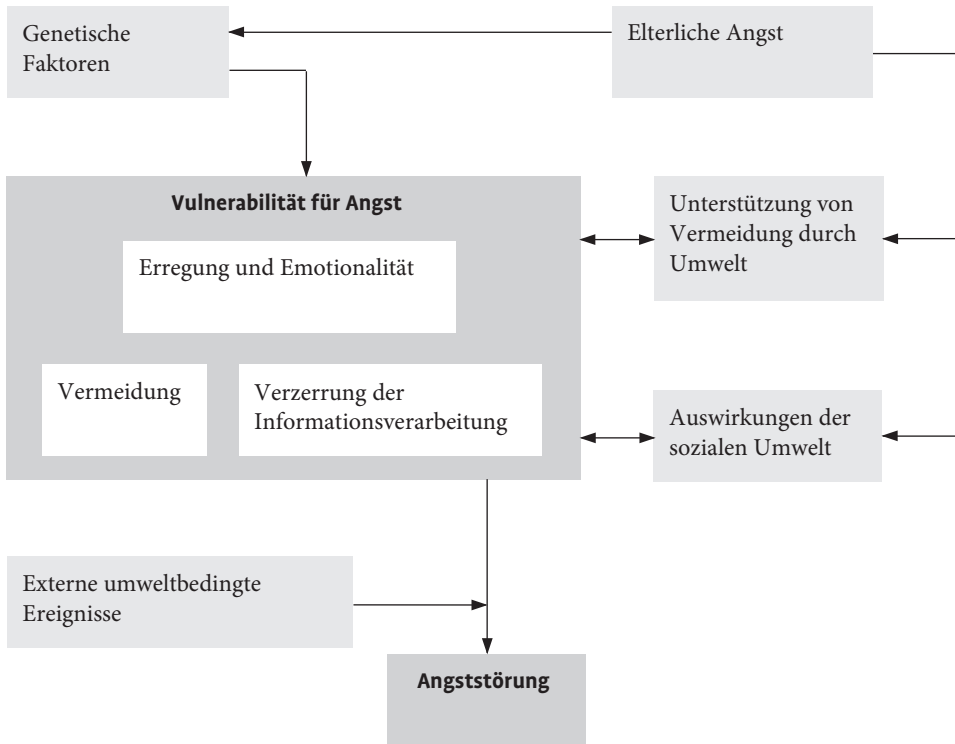 Genetische
Faktoren
Elterliche Angst
Vulnerabilität für Angst
Erregung und Emotionalität
Vermeidung
Verzerrung der
Informationsverarbeitung
Unterstützung von
Vermeidung durch
Umwelt
Auswirkungen der
sozialen Umwelt
Externe umweltbedingte
Ereignisse
Angststörung